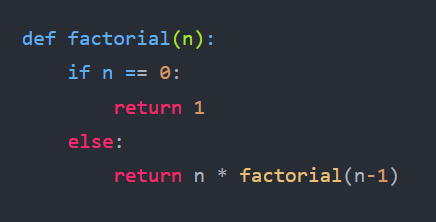 def factorial(n):
    if n == 0:
        return 1
    else:
        return n * factorial(n-1)